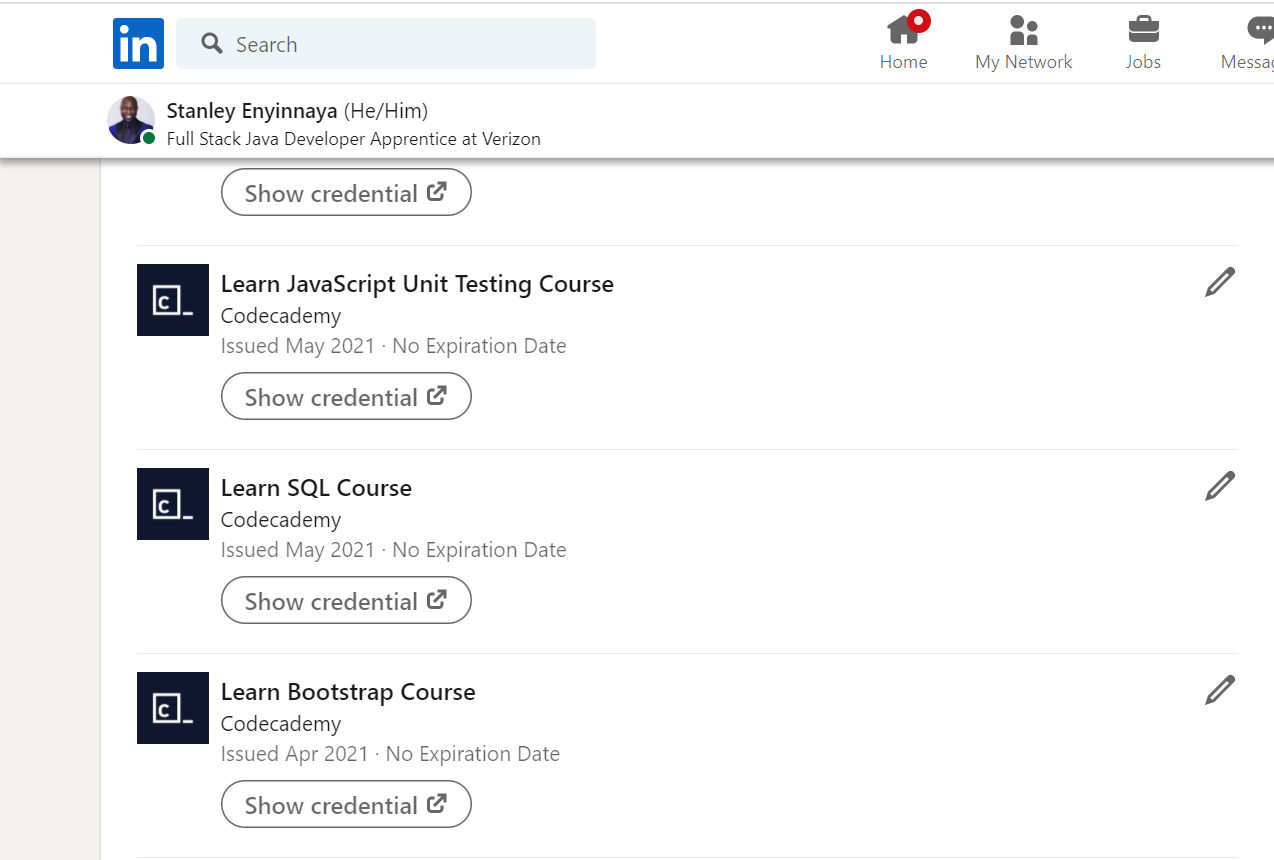 in
Search
Home
My Network
Jobs
Messag
Stanley Enyinnaya (He/Him)
Full Stack Java Developer Apprentice at Verizon
Show credential
Learn JavaScript Unit Testing Course
Codecademy
Issued May 2021 · No Expiration Date
Show credential
Learn SQL Course
Codecademy
Issued May 2021 · No Expiration Date
Show credential
Learn Bootstrap Course
Codecademy
Issued Apr 2021 · No Expiration Date
Show credential
c_
c_
c_